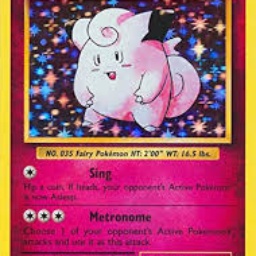 NO. 035 Fairy Pokémon HT: 2'00" WT: 16.5 lbs.
Sing
Flip a coin. If heads, your opponent's Active Pokémon
is now Asleep.
Metronome
Choose 1 of your opponent's Active Pokémon's
attacks and use it as this attack.